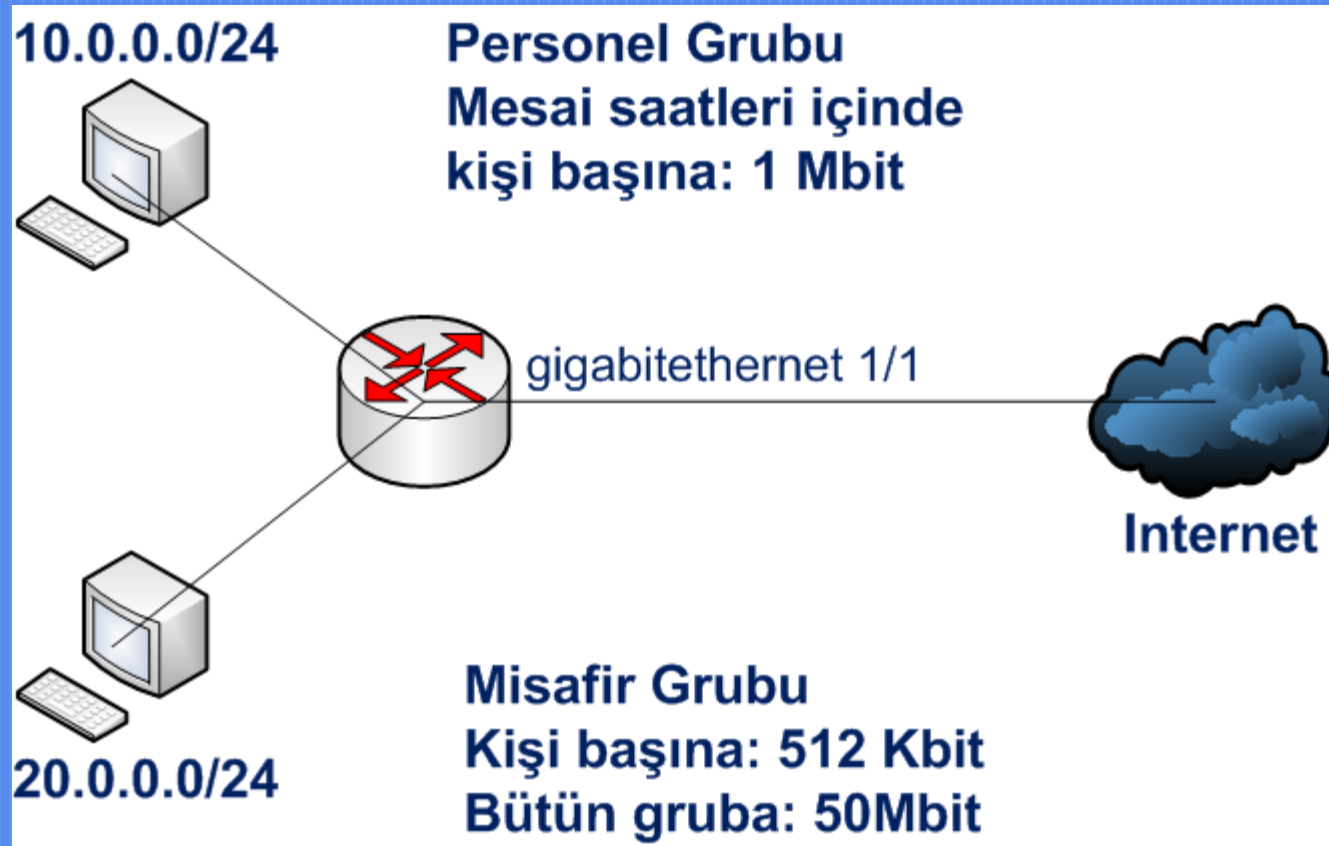 10.0.0.0/24
Personel Grubu
Mesai saatleri içinde
kişi başına: 1 Mbit
gigabitethernet 1/1
Internet
20.0.0.0/24
Misafir Grubu
Kişi başına: 512 Kbit
Bütün gruba: 50Mbit